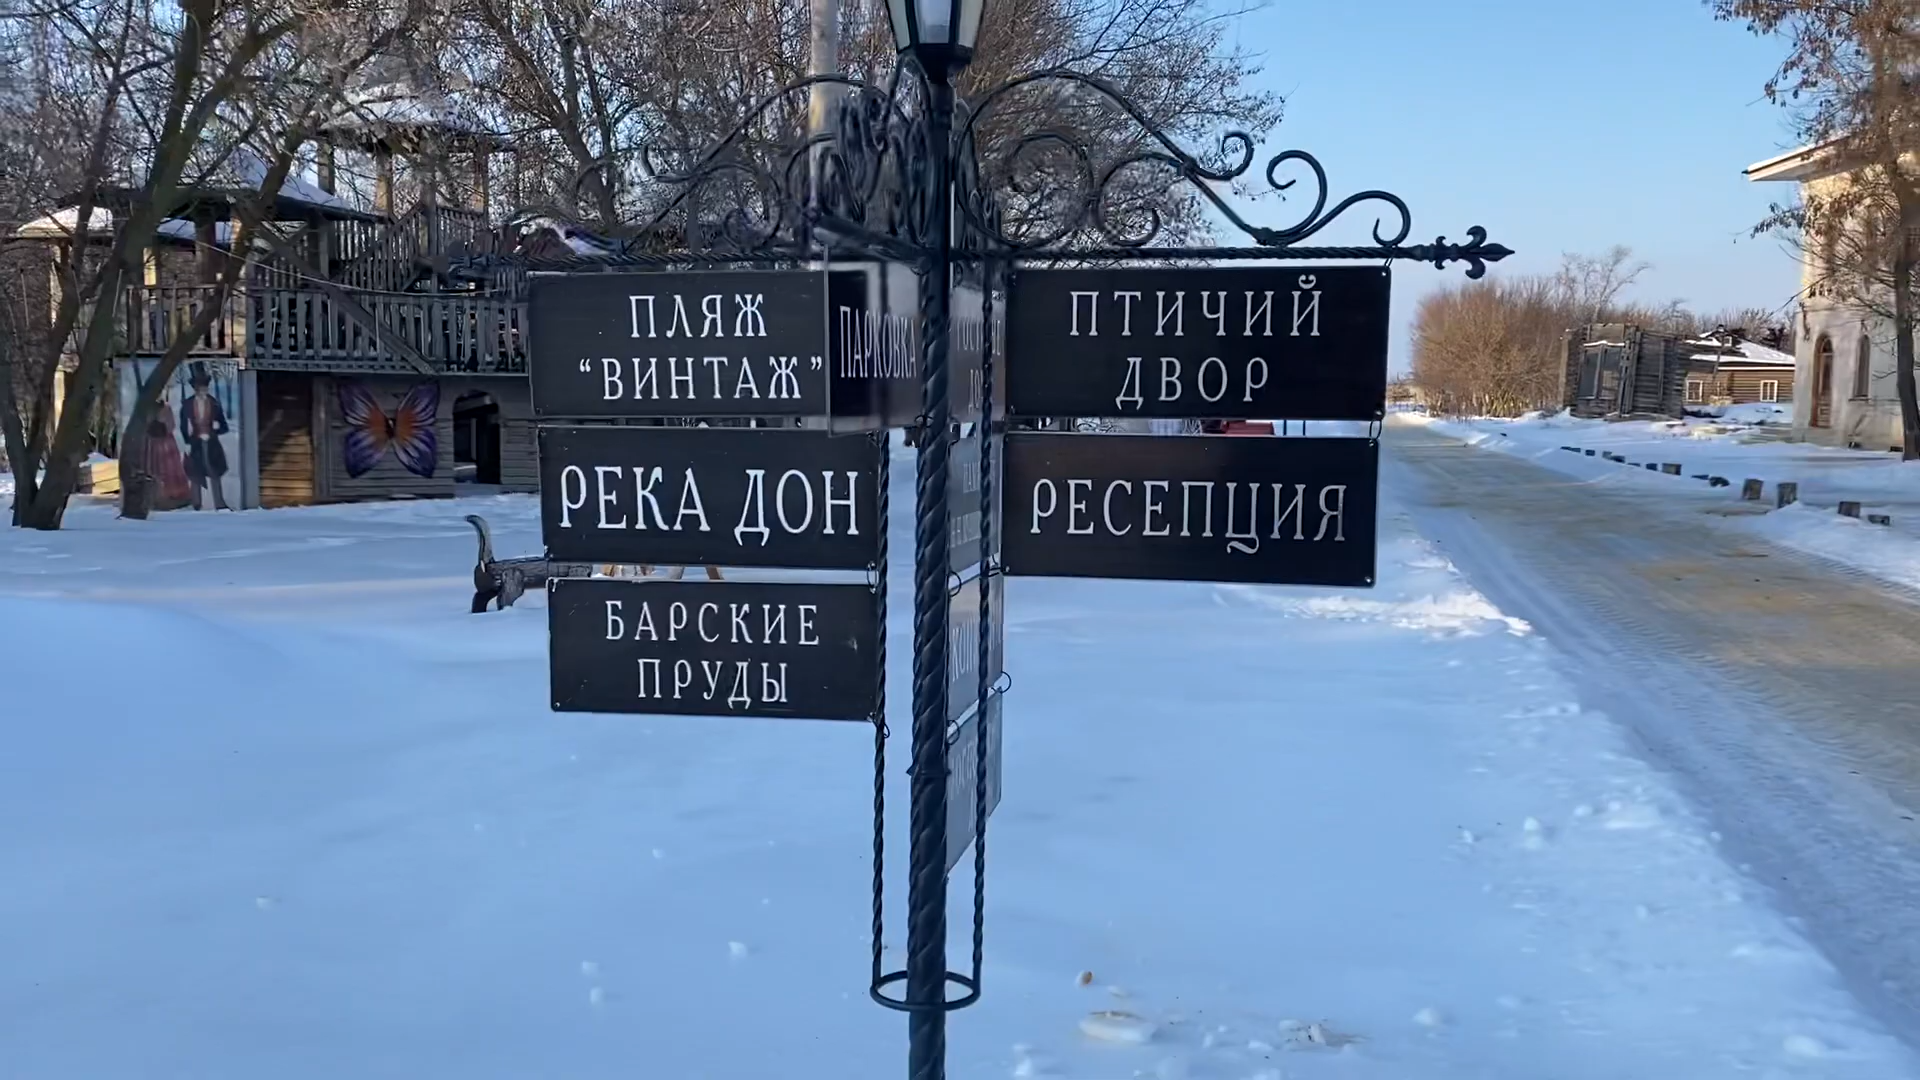 ПЛЯЖ
“ВИНТАЖ”
РЕКА ДОН
БАРСКИЕ
ПРУДЫ
ПАРКОВКА
ПТИЧИЙ
ДВОР
РЕСЕПЦИЯ